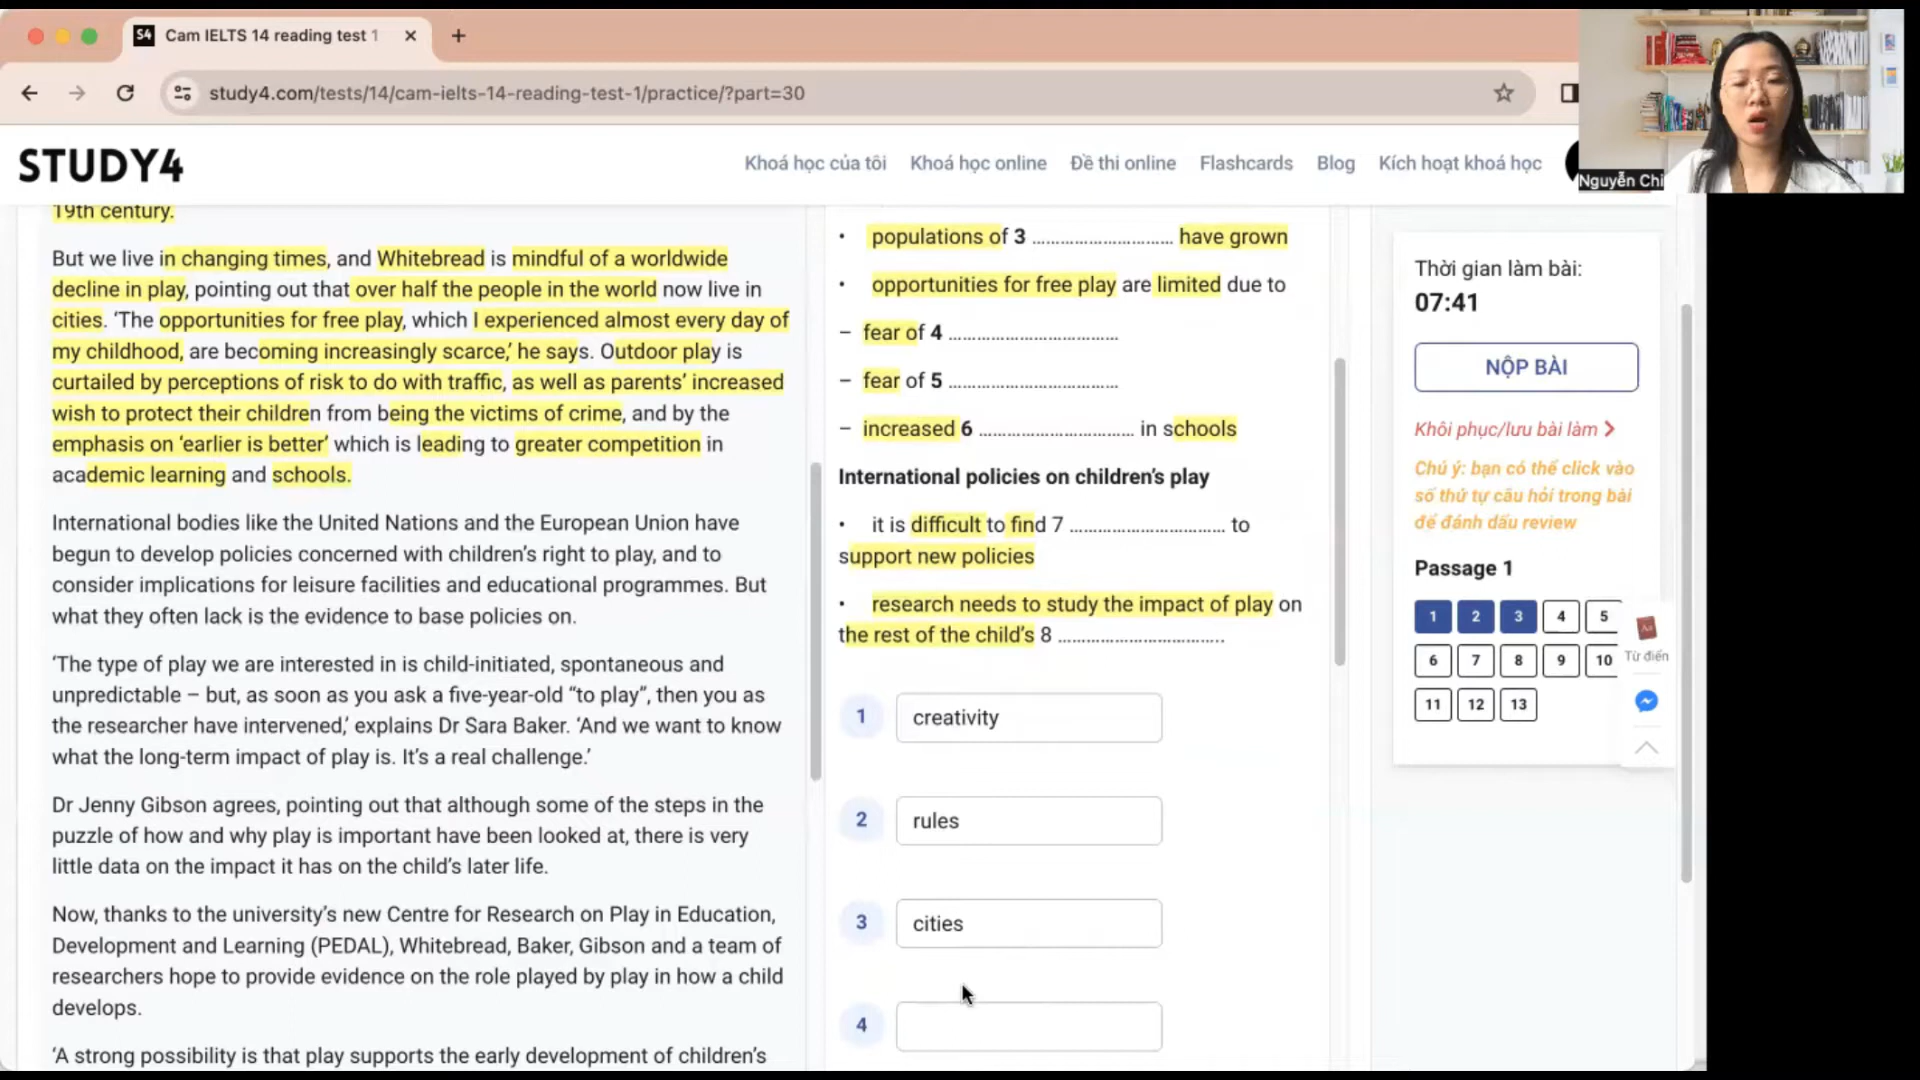 Cam IELTS 14 reading test 1
study4.com/tests/14/cam-ielts-14-reading-test-1/practice/?part=30
Nguyễn Chi
STUDY4
Khoá học của tôi
Khoá học online
Đề thi online
Flashcards
Blog
Kích hoạt khoá học
19th century.
But we live in changing times, and Whitebread is mindful of a worldwide
decline in play, pointing out that over half the people in the world now live in
cities. ‘The opportunities for free play, which I experienced almost every day of
my childhood, are becoming increasingly scarce,’ he says. Outdoor play is
curtailed by perceptions of risk to do with traffic, as well as parents’ increased
wish to protect their children from being the victims of crime, and by the
emphasis on ‘earlier is better’ which is leading to greater competition in
academic learning and schools.
International bodies like the United Nations and the European Union have
begun to develop policies concerned with children’s right to play, and to
consider implications for leisure facilities and educational programmes. But
what they often lack is the evidence to base policies on.
‘The type of play we are interested in is child-initiated, spontaneous and
unpredictable – but, as soon as you ask a five-year-old “to play”, then you as
the researcher have intervened,’ explains Dr Sara Baker. ‘And we want to know
what the long-term impact of play is. It’s a real challenge.’
Dr Jenny Gibson agrees, pointing out that although some of the steps in the
puzzle of how and why play is important have been looked at, there is very
little data on the impact it has on the child’s later life.
Now, thanks to the university’s new Centre for Research on Play in Education,
Development and Learning (PEDAL), Whitebread, Baker, Gibson and a team of
researchers hope to provide evidence on the role played by play in how a child
develops.
‘A strong possibility is that play supports the early development of children’s
• populations of 3 ............................ have grown
• opportunities for free play are limited due to
– fear of 4 ..................................
– fear of 5 ..................................
– increased 6 ............................... in schools
International policies on children’s play
• it is difficult to find 7 ............................... to
support new policies
• research needs to study the impact of play on
the rest of the child’s 8 .................................
1 creativity
2 rules
3 cities
4
Thời gian làm bài:
07:41
NỘP BÀI
Khôi phục/lưu bài làm
Chú ý: bạn có thể click vào
số thứ tự câu hỏi trong bài
để đánh dấu review
Passage 1
1 2 3 4 5
6 7 8 9 10
11 12 13
Từ điển